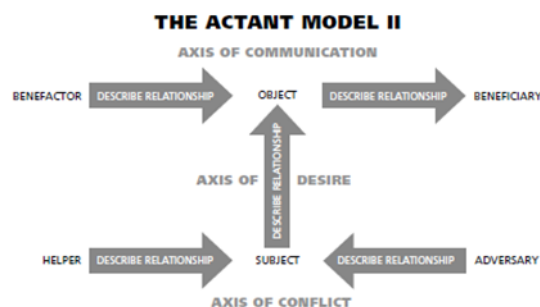 THE ACTANT MODEL II
AXIS OF COMMUNICATION
BENEFACTOR DESCRIBE RELATIONSHIP OBJECT DESCRIBE RELATIONSHIP BENEFICIARY
DESCRIBE RELATIONSHIP
AXIS OF DESIRE
HELPER DESCRIBE RELATIONSHIP SUBJECT DESCRIBE RELATIONSHIP ADVERSARY
AXIS OF CONFLICT